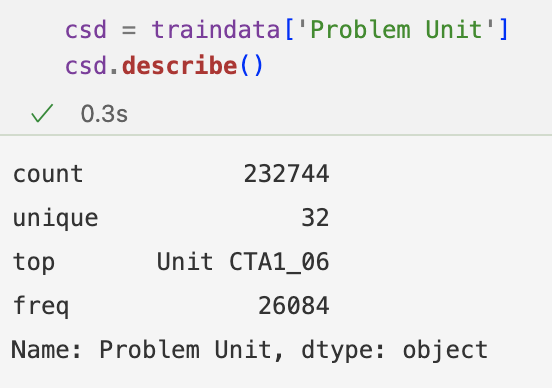 csd = traindata['Problem Unit']
csd.describe()
✓ 0.3s
count 232744
unique 32
top Unit CTA1_06
freq 26084
Name: Problem Unit, dtype: object